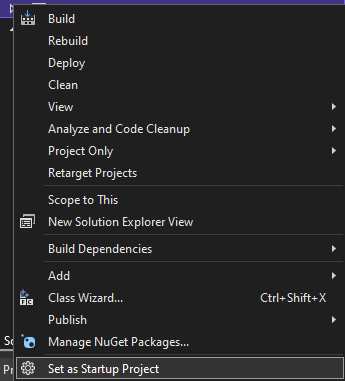 Build
Rebuild
Deploy
Clean
View
Analyze and Code Cleanup
Project Only
Retarget Projects
Scope to This
New Solution Explorer View
Build Dependencies
Add
Class Wizard... Ctrl+Shift+X
Publish
Manage NuGet Packages...
Set as Startup Project